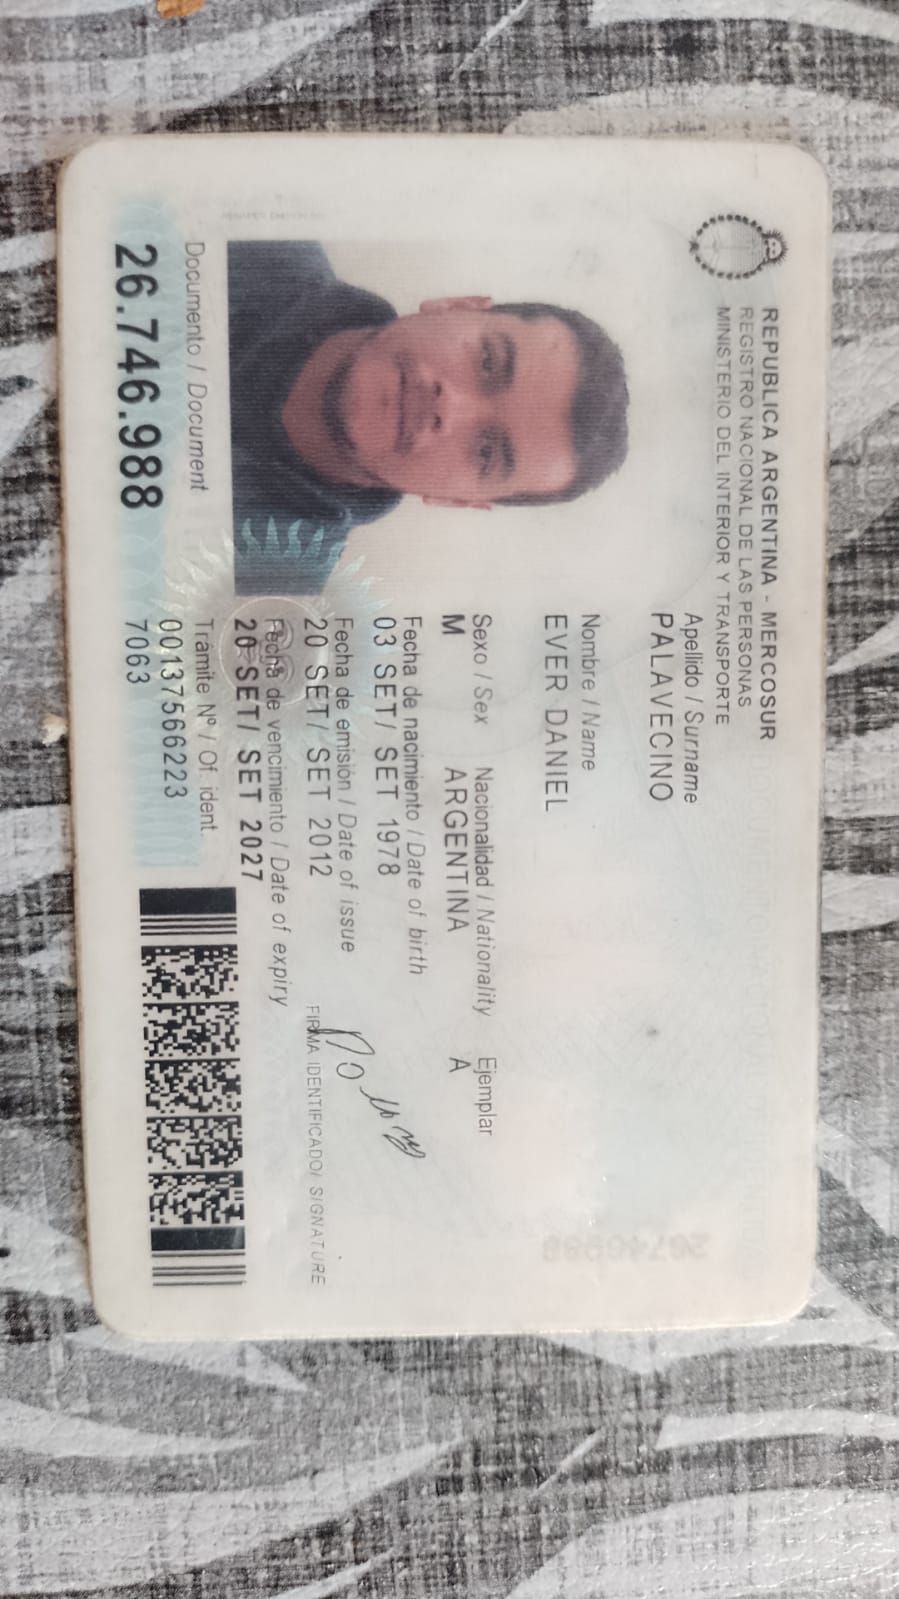 REPUBLICA ARGENTINA - MERCOSUR
REGISTRO NACIONAL DE LAS PERSONAS
MINISTERIO DEL INTERIOR Y TRANSPORTE
Apellido / Surname
PALAVECINO
Nombre / Name
EVER DANIEL
Sexo / Sex Nacionalidad / Nationality Ejemplar
M ARGENTINA A
Fecha de nacimiento / Date of birth
03 SET/ SET 1978
Fecha de emisión / Date of issue
20 SET/ SET 2012
Fecha de vencimiento / Date of expiry
20 SET/ SET 2027
FIRMA IDENTIFICADO/ SIGNATURE
Documento / Document
26.746.988
Trámite Nº / Of. ident.
00137566223
7063